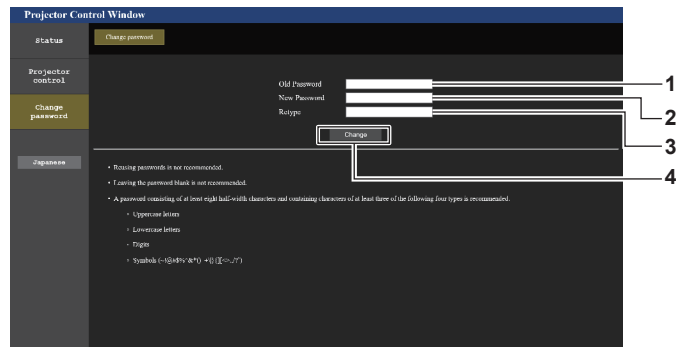 Projector Control Window
Status
Change password
Projector
control
Change
password
Japanese
Old Password
New Password
Retype
Change
1
2
3
4
• Reusing passwords is not recommended.
• Leaving the password blank is not recommended.
• A password consisting of at least eight half-width characters and containing characters of at least three of the following four types is recommended.
Uppercase letters
Lowercase letters
Digits
Symbols